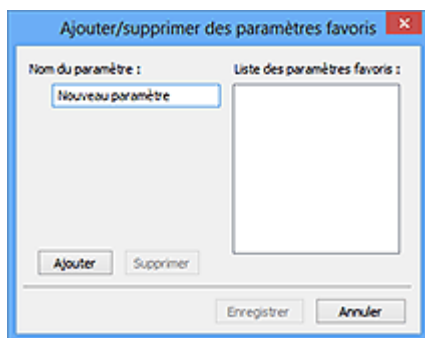 Ajouter/supprimer des paramètres favoris
Nom du paramètre :
Liste des paramètres favoris :
Nouveau paramètre
Ajouter
Supprimer
Enregistrer
Annuler